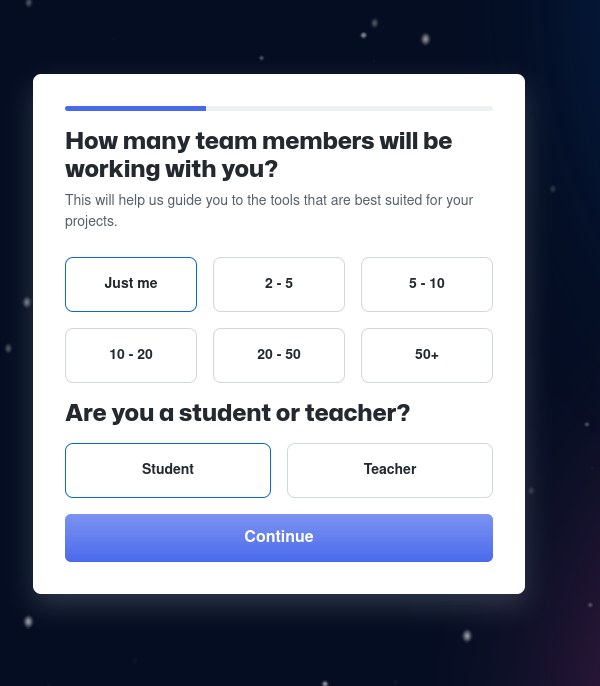 How many team members will be
working with you?
This will help us guide you to the tools that are best suited for your
projects.
Just me
2 - 5
5 - 10
10 - 20
20 - 50
50+
Are you a student or teacher?
Student
Teacher
Continue